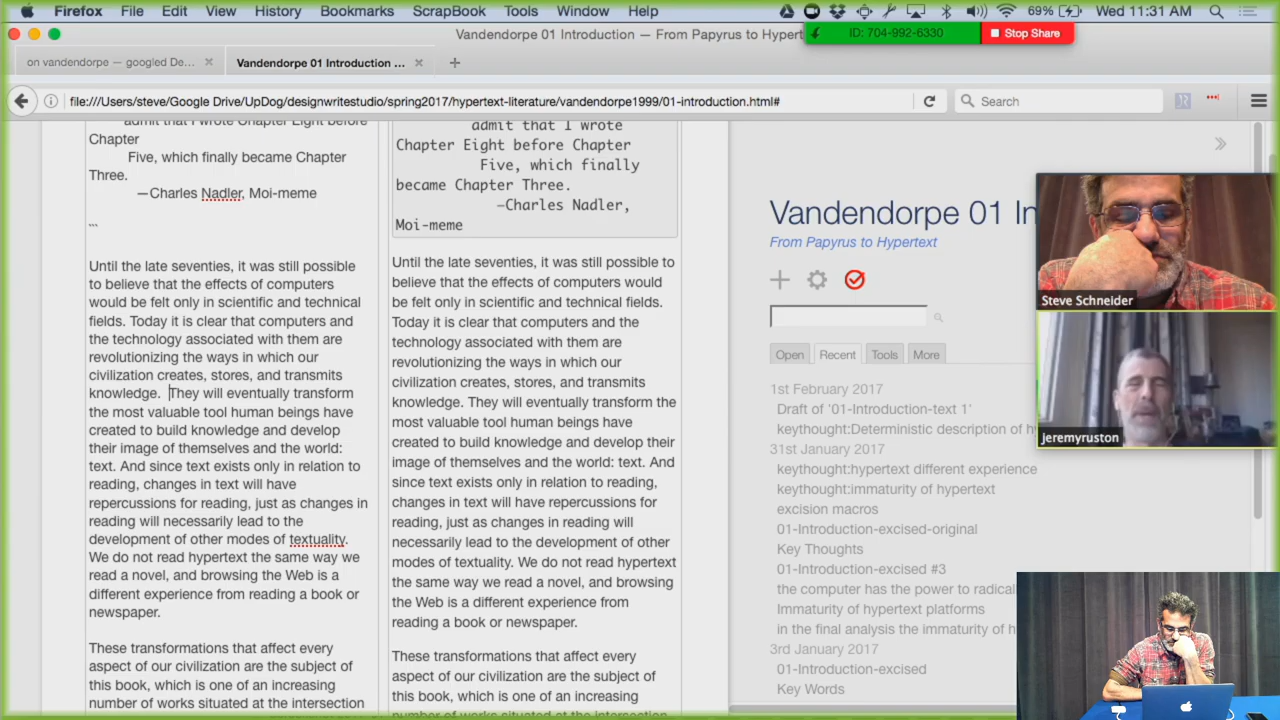 Firefox File Edit View History Bookmarks ScrapBook Tools Window Help 69% Wed 11:31 AM
Vandendorpe 01 Introduction — From Papyrus to Hypert
ID: 704-992-6330
Stop Share
on vandendorpe — googled De...
Vandendorpe 01 Introduction ...
file:///Users/steve/Google Drive/UpDog/designwritestudio/spring2017/hypertext-literature/vandendorpe1999/01-introduction.html#
Search
admit that I wrote Chapter Eight before
Chapter
Five, which finally became Chapter
Three.
—Charles Nadler, Moi-meme
```
Until the late seventies, it was still possible
to believe that the effects of computers
would be felt only in scientific and technical
fields. Today it is clear that computers and
the technology associated with them are
revolutionizing the ways in which our
civilization creates, stores, and transmits
knowledge. They will eventually transform
the most valuable tool human beings have
created to build knowledge and develop
their image of themselves and the world:
text. And since text exists only in relation to
reading, changes in text will have
repercussions for reading, just as changes in
reading will necessarily lead to the
development of other modes of textuality.
We do not read hypertext the same way we
read a novel, and browsing the Web is a
different experience from reading a book or
newspaper.
These transformations that affect every
aspect of our civilization are the subject of
this book, which is one of an increasing
number of works situated at the intersection
admit that I wrote
Chapter Eight before Chapter
Five, which finally
became Chapter Three.
—Charles Nadler,
Moi-meme
Until the late seventies, it was still possible to
believe that the effects of computers would
be felt only in scientific and technical fields.
Today it is clear that computers and the
technology associated with them are
revolutionizing the ways in which our
civilization creates, stores, and transmits
knowledge. They will eventually transform the
most valuable tool human beings have
created to build knowledge and develop their
image of themselves and the world: text. And
since text exists only in relation to reading,
changes in text will have repercussions for
reading, just as changes in reading will
necessarily lead to the development of other
modes of textuality. We do not read hypertext
the same way we read a novel, and browsing
the Web is a different experience from
reading a book or newspaper.
These transformations that affect every
aspect of our civilization are the subject of
this book, which is one of an increasing
number of works situated at the intersection
Vandendorpe 01 In
From Papyrus to Hypertext
Open Recent Tools More
1st February 2017
Draft of '01-Introduction-text 1'
keythought:Deterministic description of hy
31st January 2017
keythought:hypertext different experience
keythought:immaturity of hypertext
excision macros
01-Introduction-excised-original
Key Thoughts
01-Introduction-excised #3
the computer has the power to radical
Immaturity of hypertext platforms
in the final analysis the immaturity of h
3rd January 2017
01-Introduction-excised
Key Words
Steve Schneider
jeremyruston